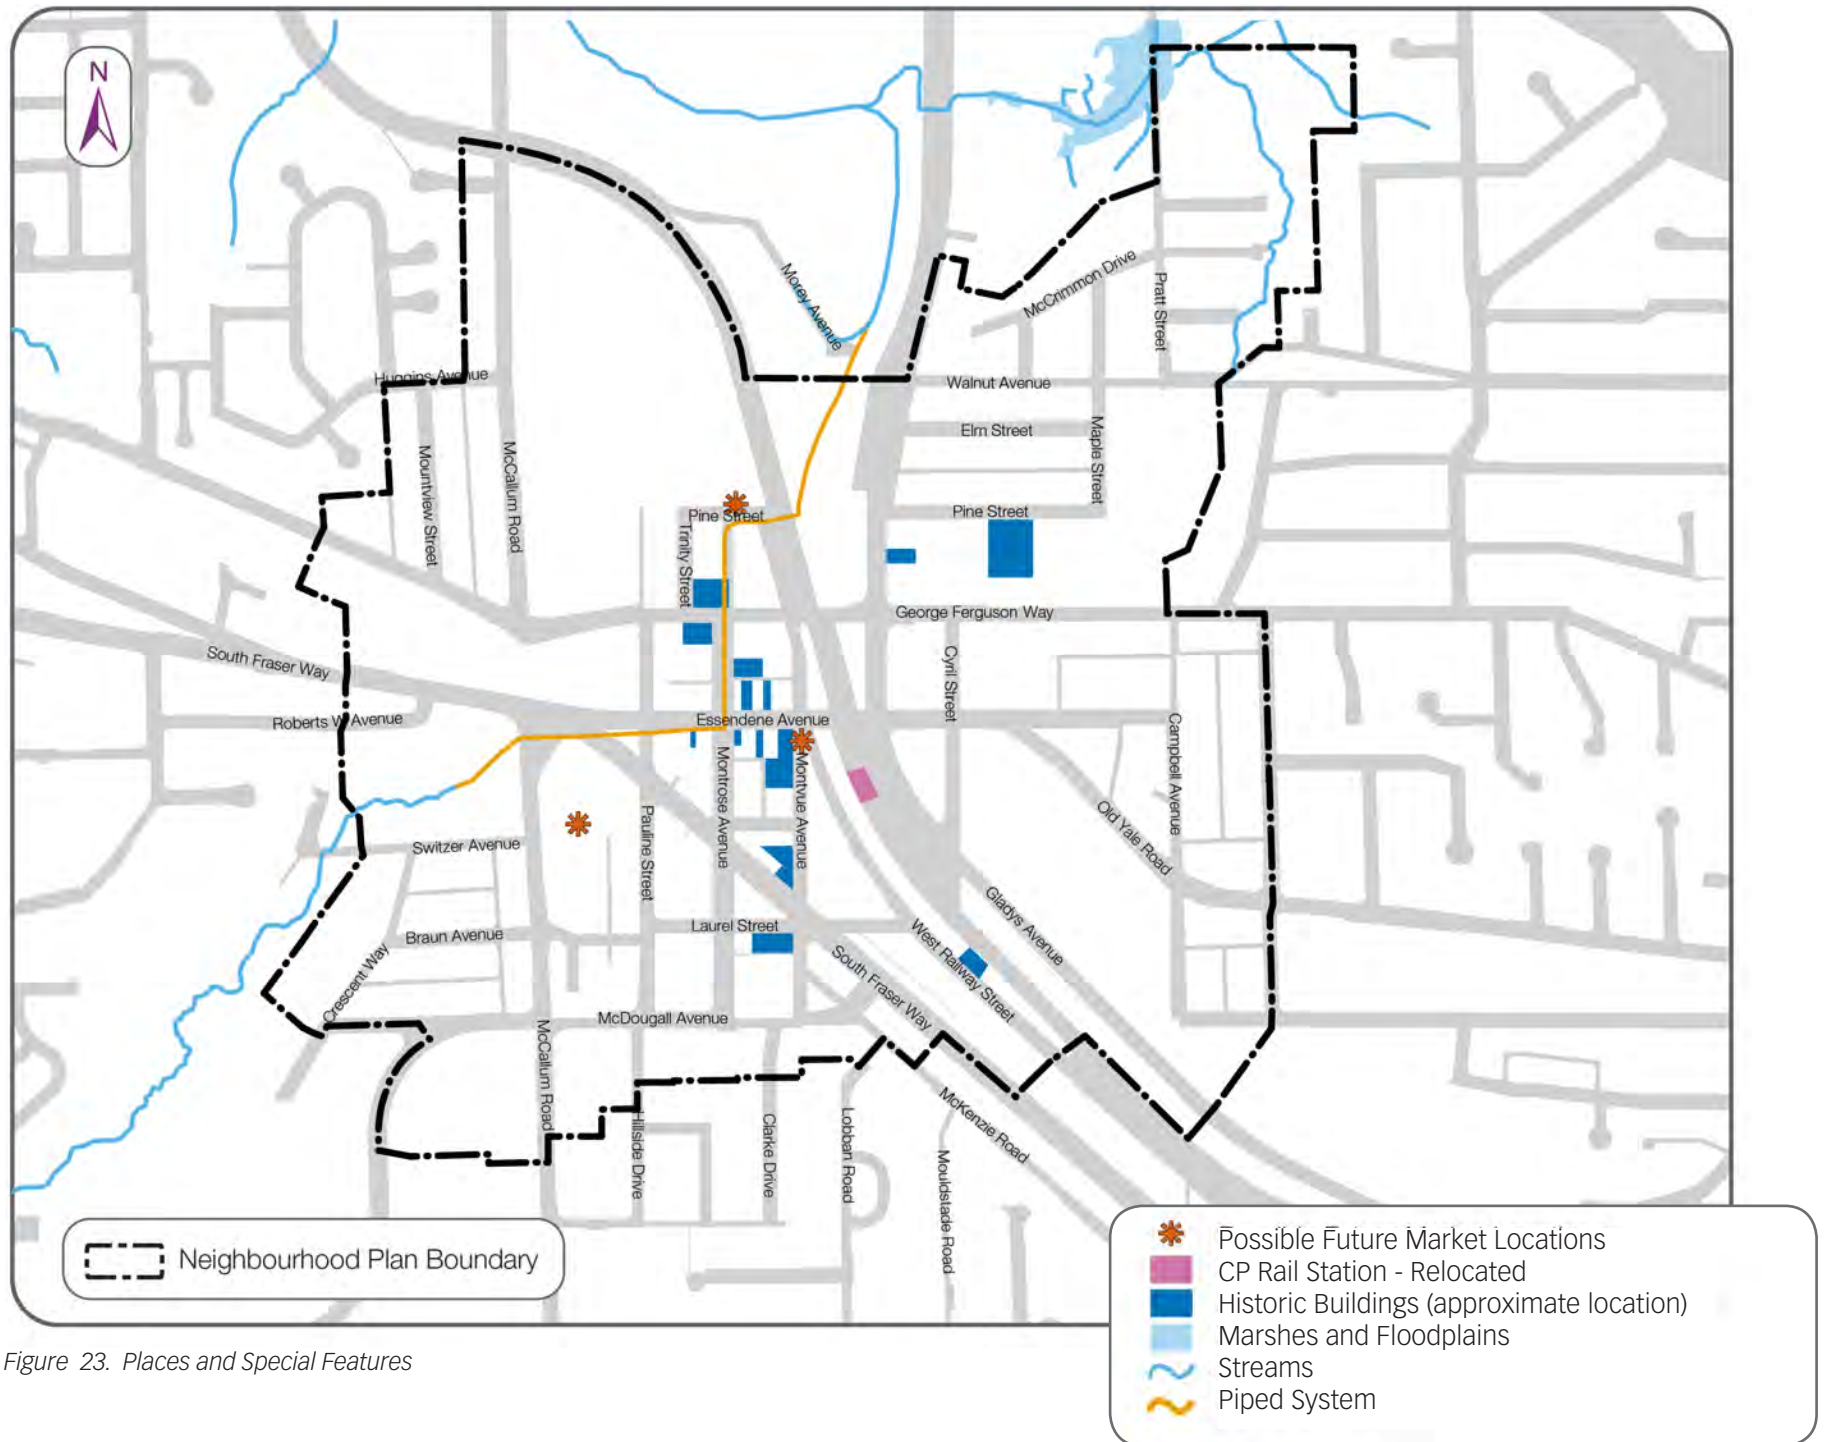 N
Morey Avenue
McCrimmon Drive
Pratt Street
Huggins Avenue
Walnut Avenue
Elm Street
Maple Street
Mountview Street
McCallum Road
Pine Street
Pine Street
Trinity Street
George Ferguson Way
South Fraser Way
Cyril Street
Roberts W Avenue
Essendene Avenue
Campbell Avenue
Montrose Avenue
Montvue Avenue
Pauline Street
Old Yale Road
Switzer Avenue
Gladys Avenue
Laurel Street
Braun Avenue
West Railway Street
South Fraser Way
Crescent Way
McDougall Avenue
McCallum Road
Hillside Drive
Clarke Drive
Lobban Road
McKenzie Road
Mouldstade Road
Neighbourhood Plan Boundary
Possible Future Market Locations
CP Rail Station - Relocated
Historic Buildings (approximate location)
Marshes and Floodplains
Streams
Piped System
Figure 23. Places and Special Features